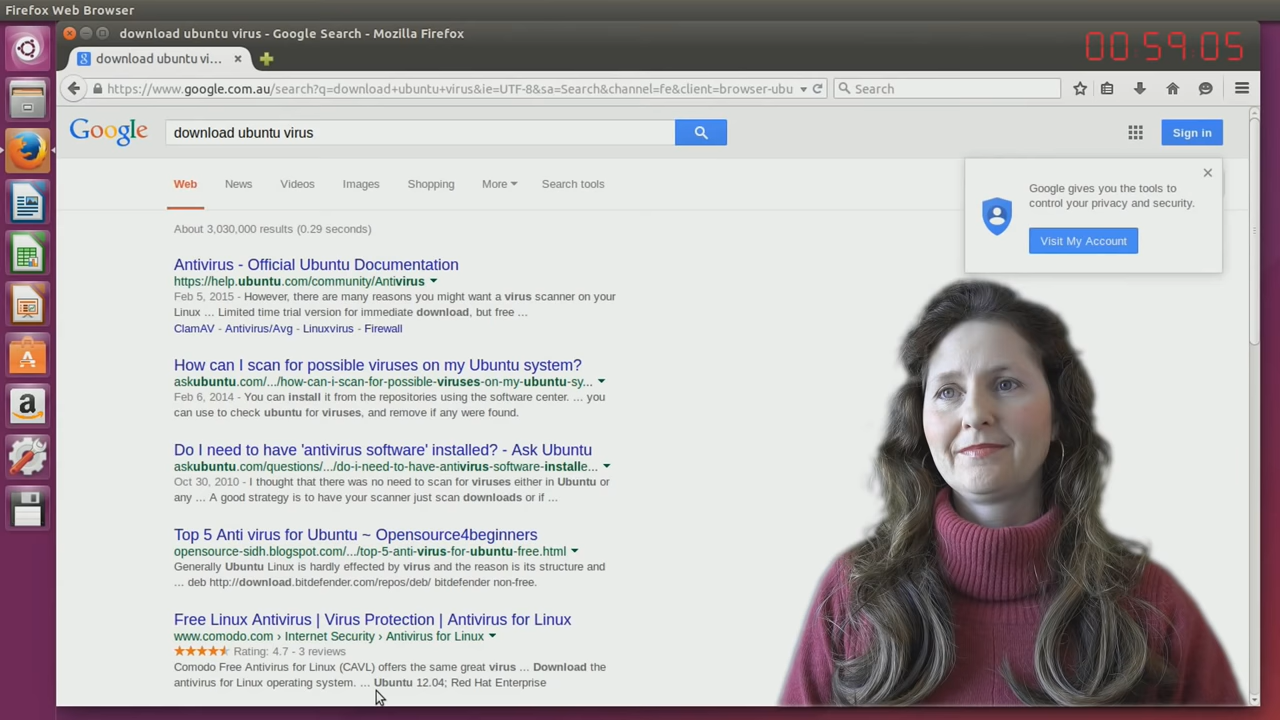 Firefox Web Browser
download ubuntu virus - Google Search - Mozilla Firefox
00:59:05
download ubuntu vi...
https://www.google.com.au/search?q=download+ubuntu+virus&ie=UTF-8&sa=Search&channel=fe&client=browser-ubu
Search
Google
download ubuntu virus
Sign in
Web
News
Videos
Images
Shopping
More
Search tools
Google gives you the tools to
control your privacy and security.
Visit My Account
About 3,030,000 results (0.29 seconds)
Antivirus - Official Ubuntu Documentation
https://help.ubuntu.com/community/Antivirus
Feb 5, 2015 - However, there are many reasons you might want a virus scanner on your
Linux ... Limited time trial version for immediate download, but free ...
ClamAV - Antivirus/Avg - Linuxvirus - Firewall
How can I scan for possible viruses on my Ubuntu system?
askubuntu.com/.../how-can-i-scan-for-possible-viruses-on-my-ubuntu-sy...
Feb 6, 2014 - You can install it from the repositories using the software center. ... you
can use to check ubuntu for viruses, and remove if any were found.
Do I need to have 'antivirus software' installed? - Ask Ubuntu
askubuntu.com/questions/.../do-i-need-to-have-antivirus-software-installe...
Oct 30, 2010 - I thought that there was no need to scan for viruses either in Ubuntu or
any ... A good strategy is to have your scanner just scan downloads or if ...
Top 5 Anti virus for Ubuntu ~ Opensource4beginners
opensource-sidh.blogspot.com/.../top-5-anti-virus-for-ubuntu-free.html
Generally Ubuntu Linux is hardly effected by virus and the reason is its structure and
... deb http://download.bitdefender.com/repos/deb/ bitdefender non-free.
Free Linux Antivirus | Virus Protection | Antivirus for Linux
www.comodo.com › Internet Security › Antivirus for Linux
Rating: 4.7 - 3 reviews
Comodo Free Antivirus for Linux (CAVL) offers the same great virus ... Download the
antivirus for Linux operating system. ... Ubuntu 12.04; Red Hat Enterprise